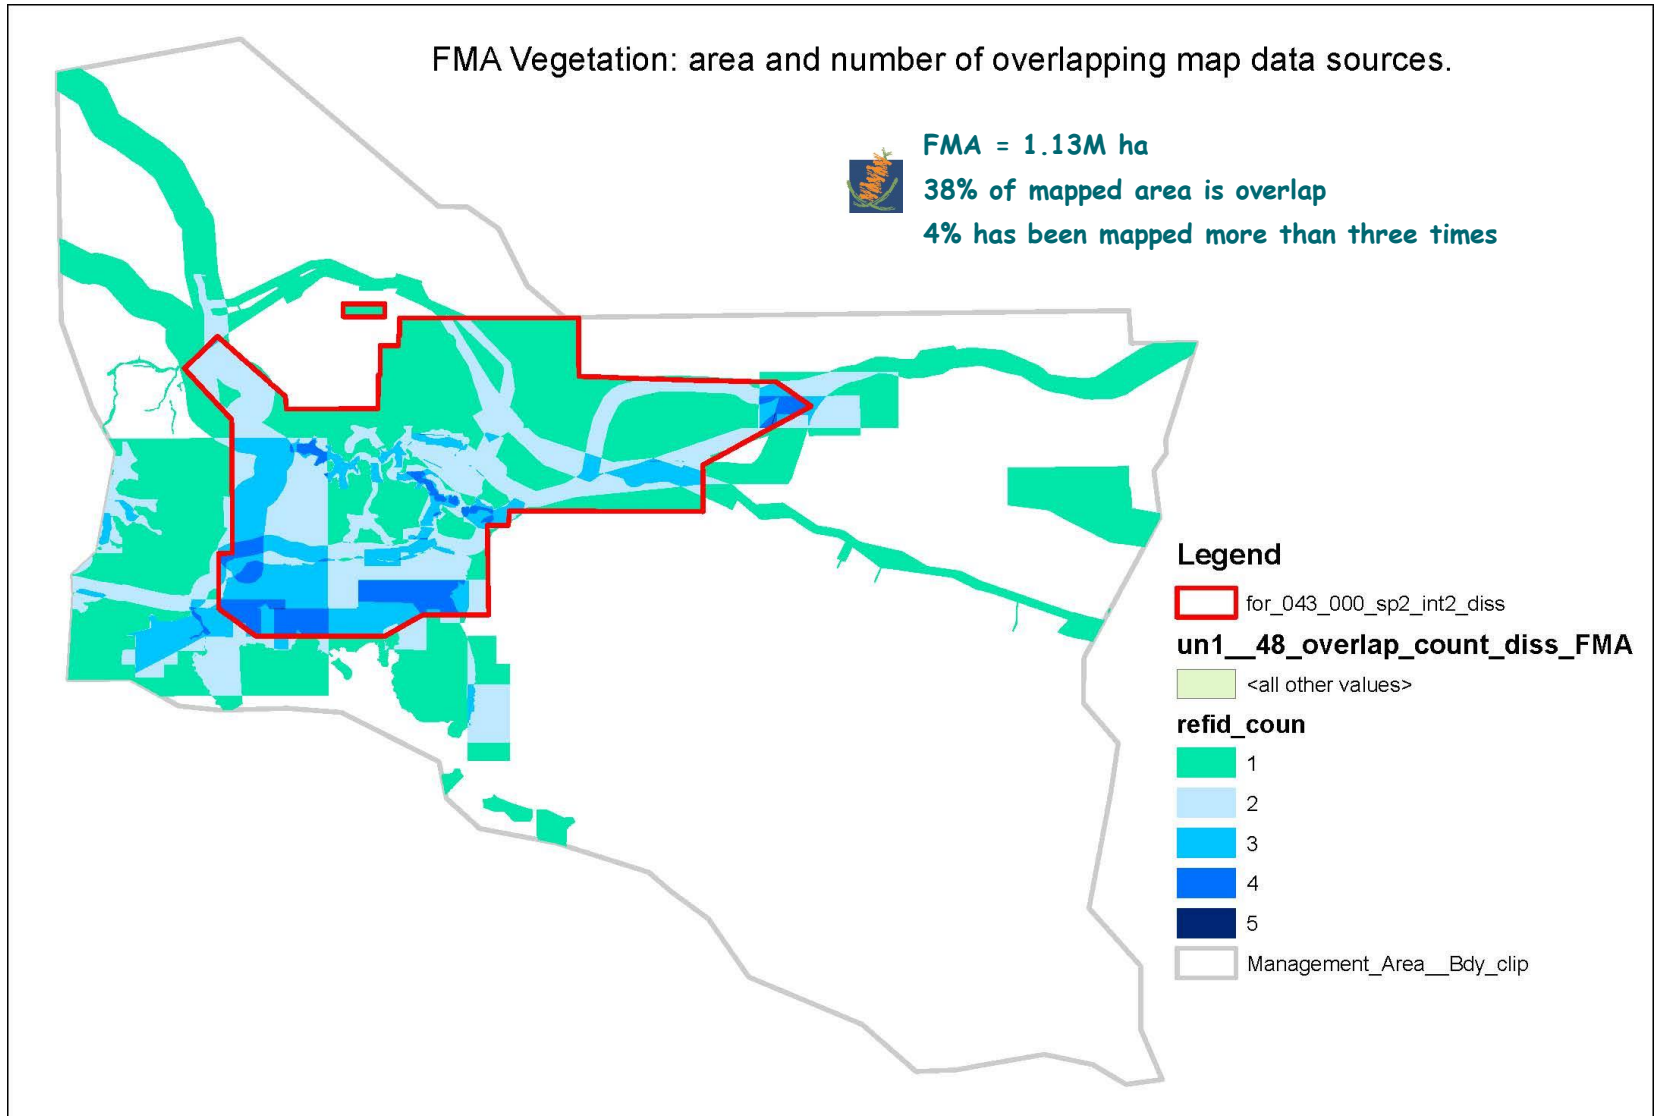 FMA Vegetation: area and number of overlapping map data sources.
FMA = 1.13M ha
38% of mapped area is overlap
4% has been mapped more than three times
Legend
for_043_000_sp2_int2_diss
un1__48_overlap_count_diss_FMA
<all other values>
refid_coun
1
2
3
4
5
Management_Area__Bdy_clip